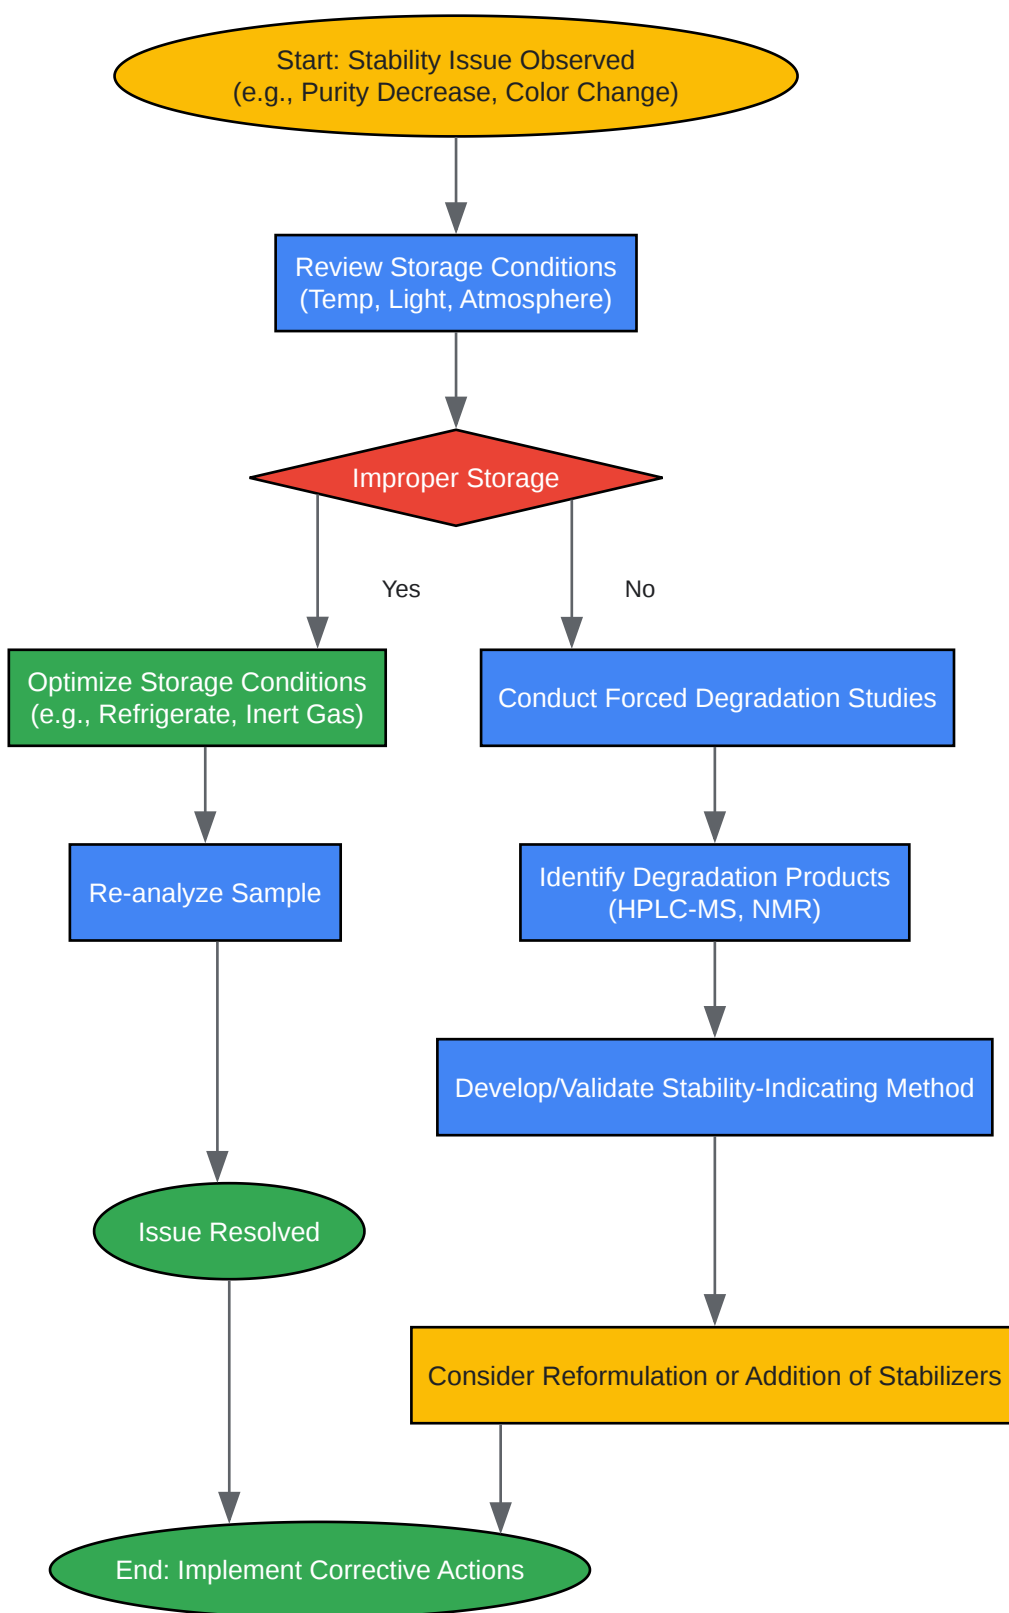 Start: Stability Issue Observed
(e.g., Purity Decrease, Color Change)
Review Storage Conditions
(Temp, Light, Atmosphere)
Improper Storage
Yes
No
Optimize Storage Conditions
(e.g., Refrigerate, Inert Gas)
Conduct Forced Degradation Studies
Re-analyze Sample
Identify Degradation Products
(HPLC-MS, NMR)
Develop/Validate Stability-Indicating Method
Issue Resolved
Consider Reformulation or Addition of Stabilizers
End: Implement Corrective Actions